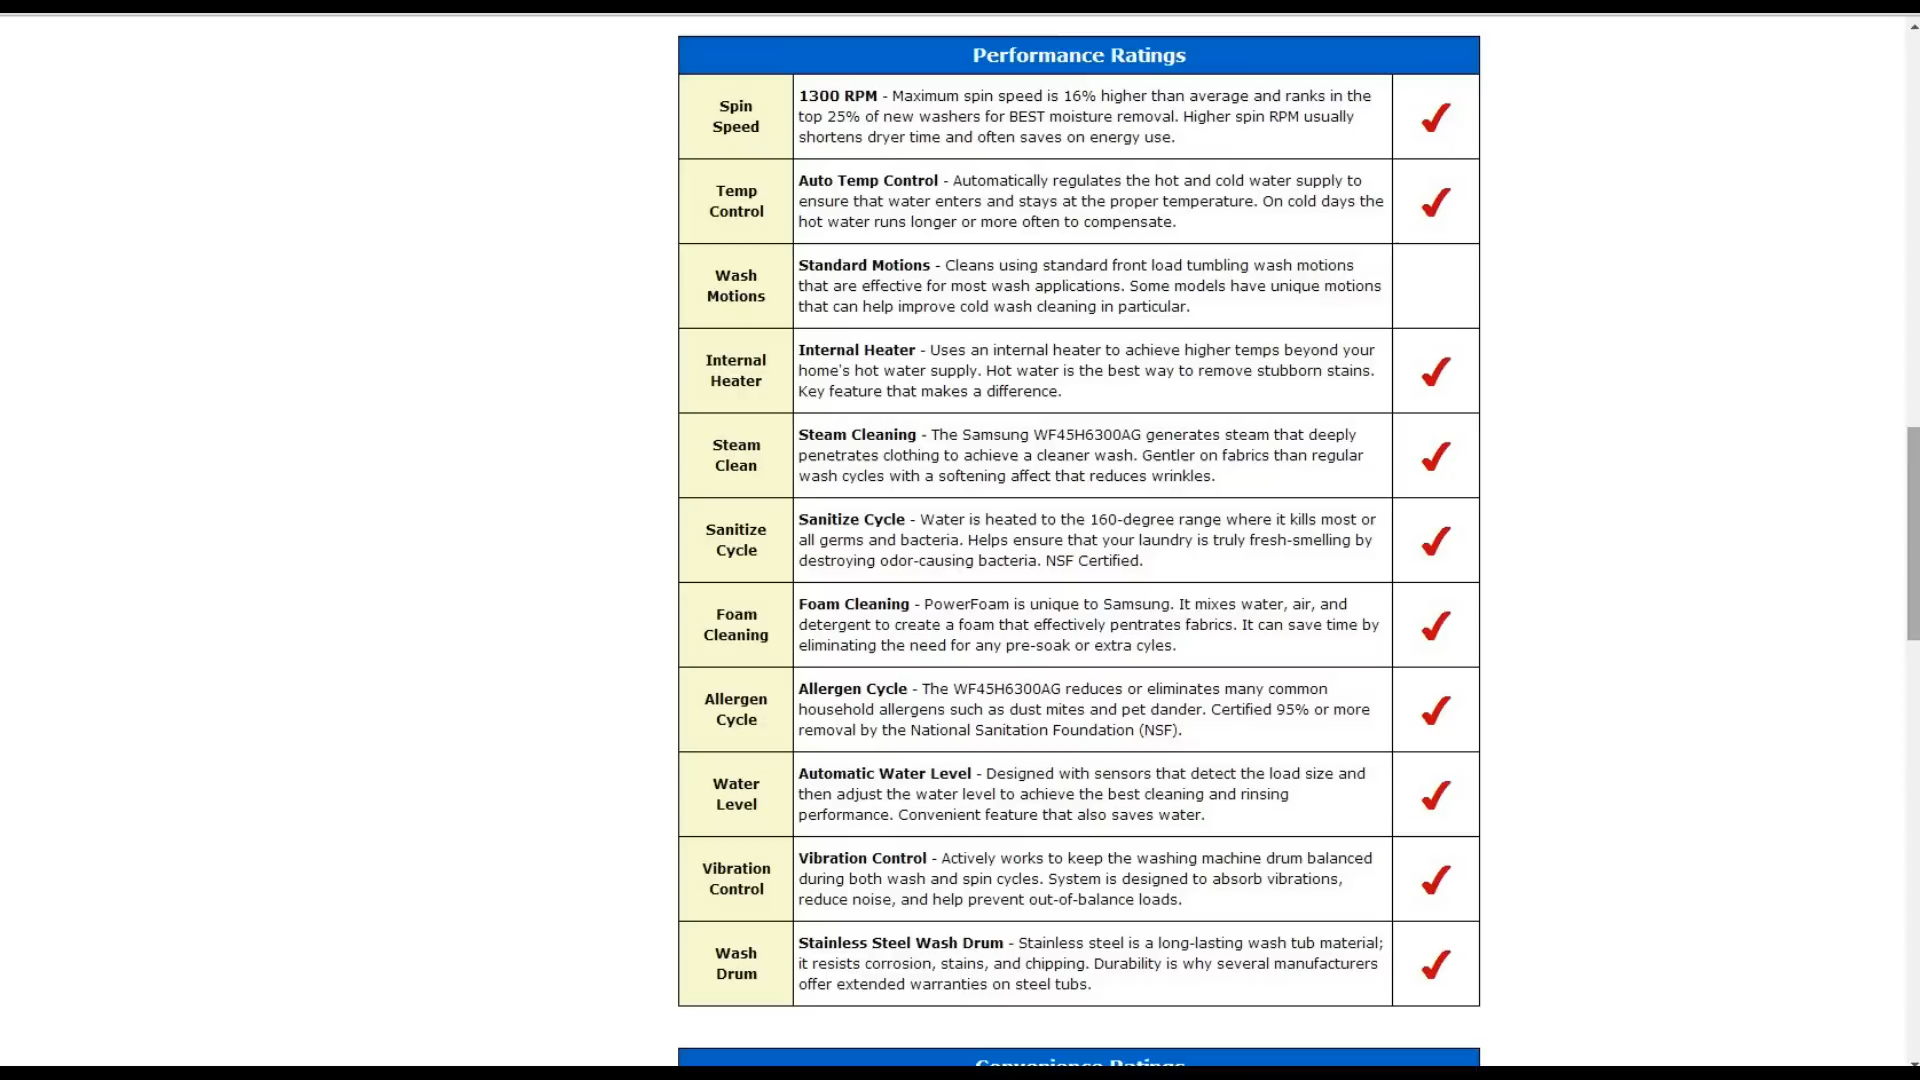 Performance Ratings
Spin
Speed
1300 RPM - Maximum spin speed is 16% higher than average and ranks in the
top 25% of new washers for BEST moisture removal. Higher spin RPM usually
shortens dryer time and often saves on energy use.
Temp
Control
Auto Temp Control - Automatically regulates the hot and cold water supply to
ensure that water enters and stays at the proper temperature. On cold days the
hot water runs longer or more often to compensate.
Wash
Motions
Standard Motions - Cleans using standard front load tumbling wash motions
that are effective for most wash applications. Some models have unique motions
that can help improve cold wash cleaning in particular.
Internal
Heater
Internal Heater - Uses an internal heater to achieve higher temps beyond your
home's hot water supply. Hot water is the best way to remove stubborn stains.
Key feature that makes a difference.
Steam
Clean
Steam Cleaning - The Samsung WF45H6300AG generates steam that deeply
penetrates clothing to achieve a cleaner wash. Gentler on fabrics than regular
wash cycles with a softening affect that reduces wrinkles.
Sanitize
Cycle
Sanitize Cycle - Water is heated to the 160-degree range where it kills most or
all germs and bacteria. Helps ensure that your laundry is truly fresh-smelling by
destroying odor-causing bacteria. NSF Certified.
Foam
Cleaning
Foam Cleaning - PowerFoam is unique to Samsung. It mixes water, air, and
detergent to create a foam that effectively pentrates fabrics. It can save time by
eliminating the need for any pre-soak or extra cyles.
Allergen
Cycle
Allergen Cycle - The WF45H6300AG reduces or eliminates many common
household allergens such as dust mites and pet dander. Certified 95% or more
removal by the National Sanitation Foundation (NSF).
Water
Level
Automatic Water Level - Designed with sensors that detect the load size and
then adjust the water level to achieve the best cleaning and rinsing
performance. Convenient feature that also saves water.
Vibration
Control
Vibration Control - Actively works to keep the washing machine drum balanced
during both wash and spin cycles. System is designed to absorb vibrations,
reduce noise, and help prevent out-of-balance loads.
Wash
Drum
Stainless Steel Wash Drum - Stainless steel is a long-lasting wash tub material;
it resists corrosion, stains, and chipping. Durability is why several manufacturers
offer extended warranties on steel tubs.
Convenience Ratings